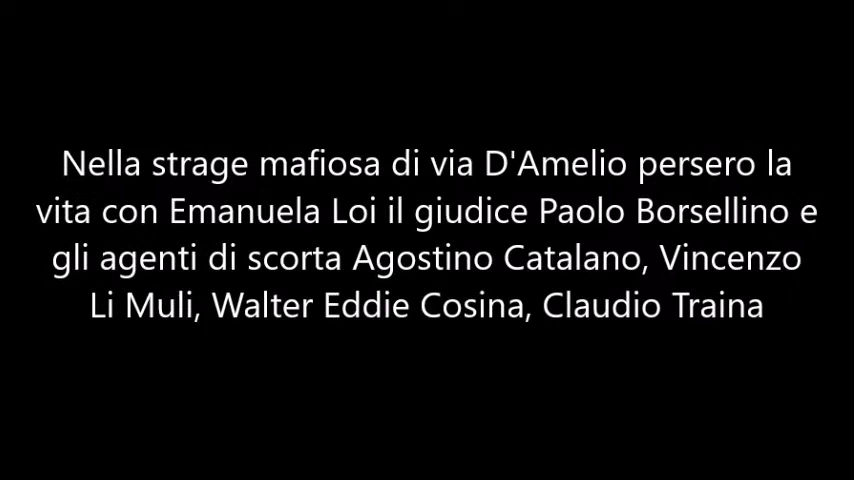 Nella strage mafiosa di via D'Amelio persero la
vita con Emanuela Loi il giudice Paolo Borsellino e
gli agenti di scorta Agostino Catalano, Vincenzo
Li Muli, Walter Eddie Cosina, Claudio Traina